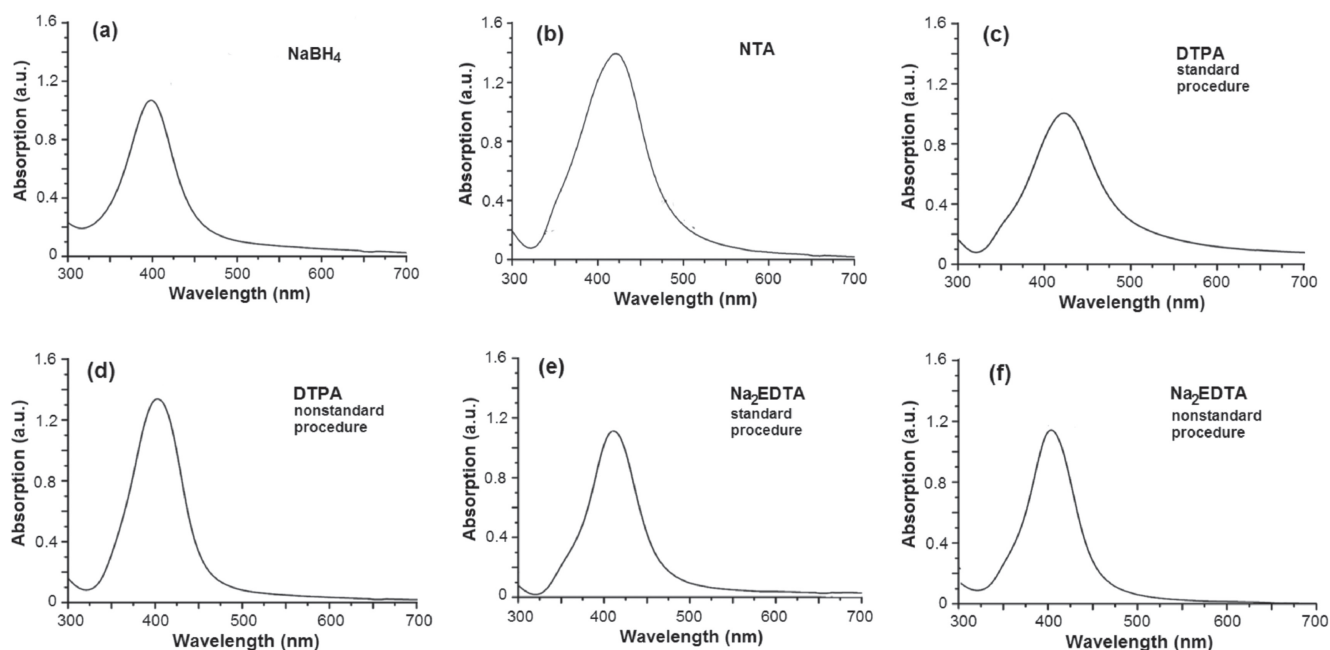 (a)
NaBH4
1.6
1.2
0.8
0.4
0
Absorption (a.u.)
300
400
500
600
700
Wavelength (nm)
(b)
NTA
1.6
1.2
0.8
0.4
0
Absorption (a.u.)
300
400
500
600
700
Wavelength (nm)
(c)
DTPA
standard
procedure
1.6
1.2
0.8
0.4
0
Absorption (a.u.)
300
400
500
600
700
Wavelength (nm)
(d)
DTPA
nonstandard
procedure
1.6
1.2
0.8
0.4
0
Absorption (a.u.)
300
400
500
600
700
Wavelength (nm)
(e)
Na2EDTA
standard
procedure
1.6
1.2
0.8
0.4
0
Absorption (a.u.)
300
400
500
600
700
Wavelength (nm)
(f)
Na2EDTA
nonstandard
procedure
1.6
1.2
0.8
0.4
0
Absorption (a.u.)
300
400
500
600
700
Wavelength (nm)